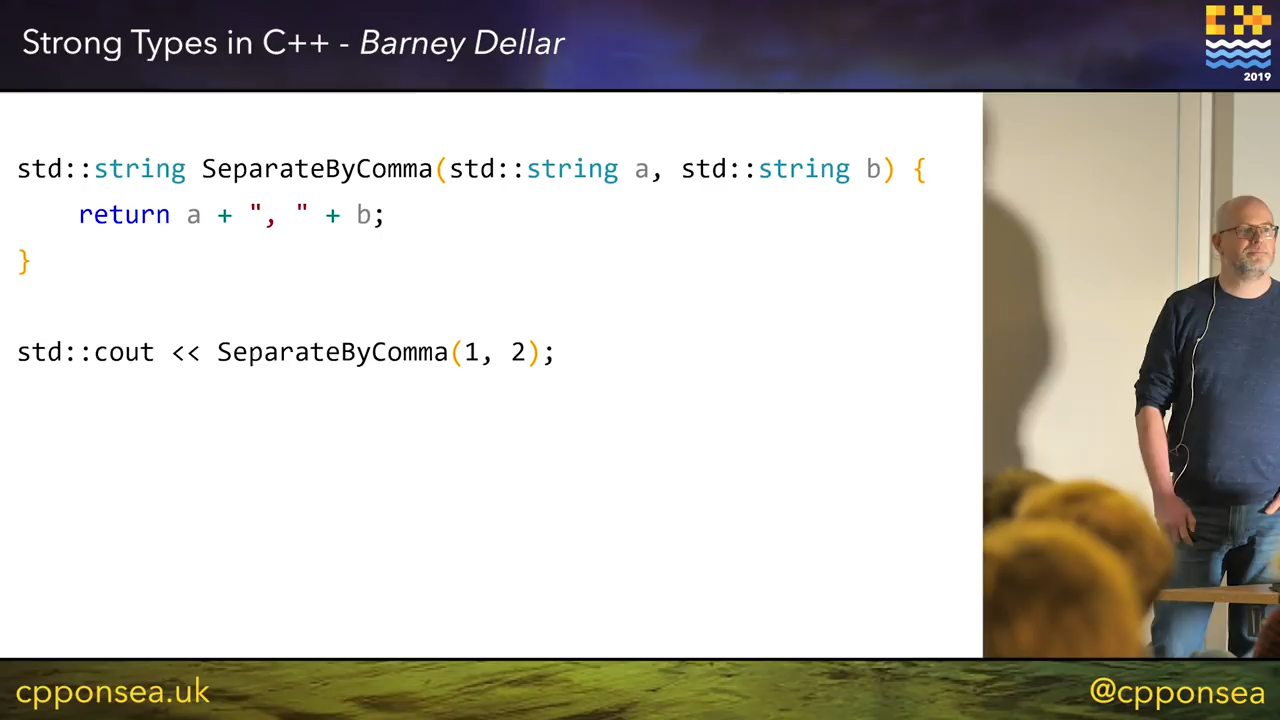 Strong Types in C++ - Barney Dellar
2019
std::string SeparateByComma(std::string a, std::string b) {
    return a + ", " + b;
}
std::cout << SeparateByComma(1, 2);
cpponsea.uk
@cpponsea